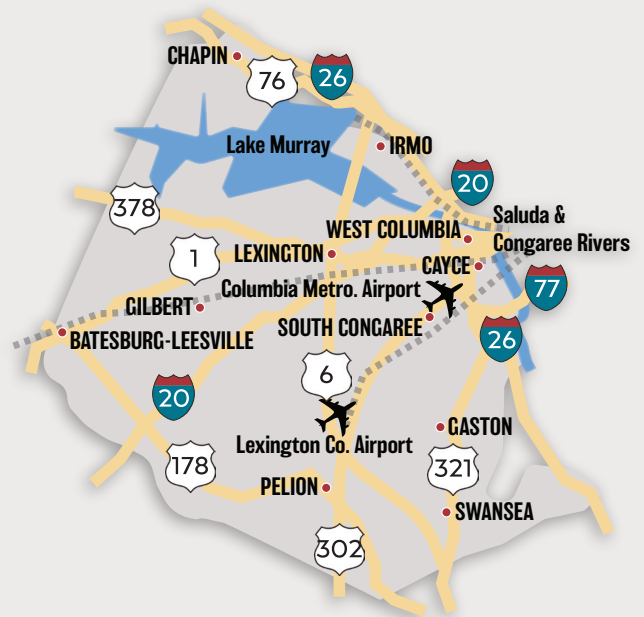 CHAPIN
76
26
Lake Murray
IRMO
20
378
Saluda &
Congaree Rivers
WEST COLUMBIA
1
LEXINGTON
CAYCE
77
Columbia Metro. Airport
GILBERT
SOUTH CONGAREE
BATESBURG-LEESVILLE
26
6
20
Lexington Co. Airport
GASTON
178
321
PELION
SWANSEA
302